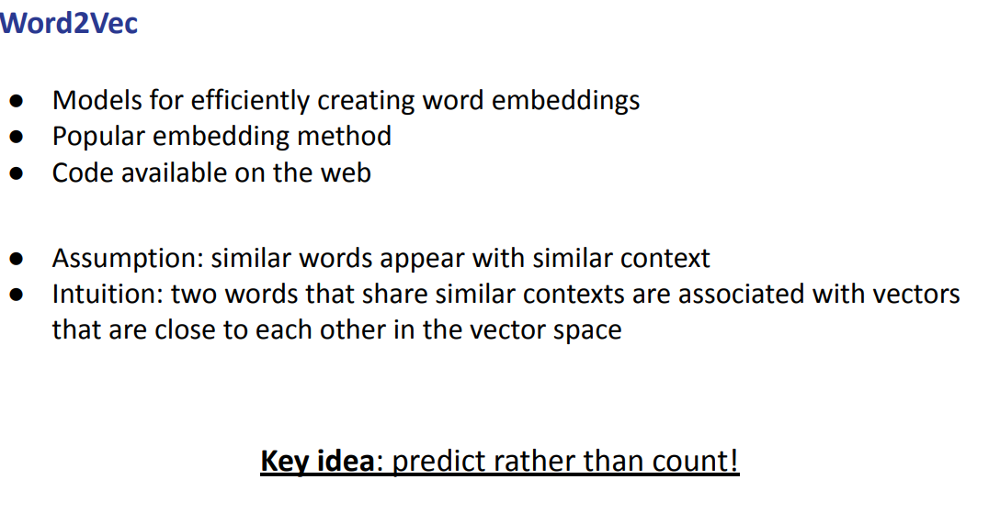 Word2Vec
● Models for efficiently creating word embeddings
● Popular embedding method
● Code available on the web
● Assumption: similar words appear with similar context
● Intuition: two words that share similar contexts are associated with vectors
that are close to each other in the vector space
Key idea: predict rather than count!